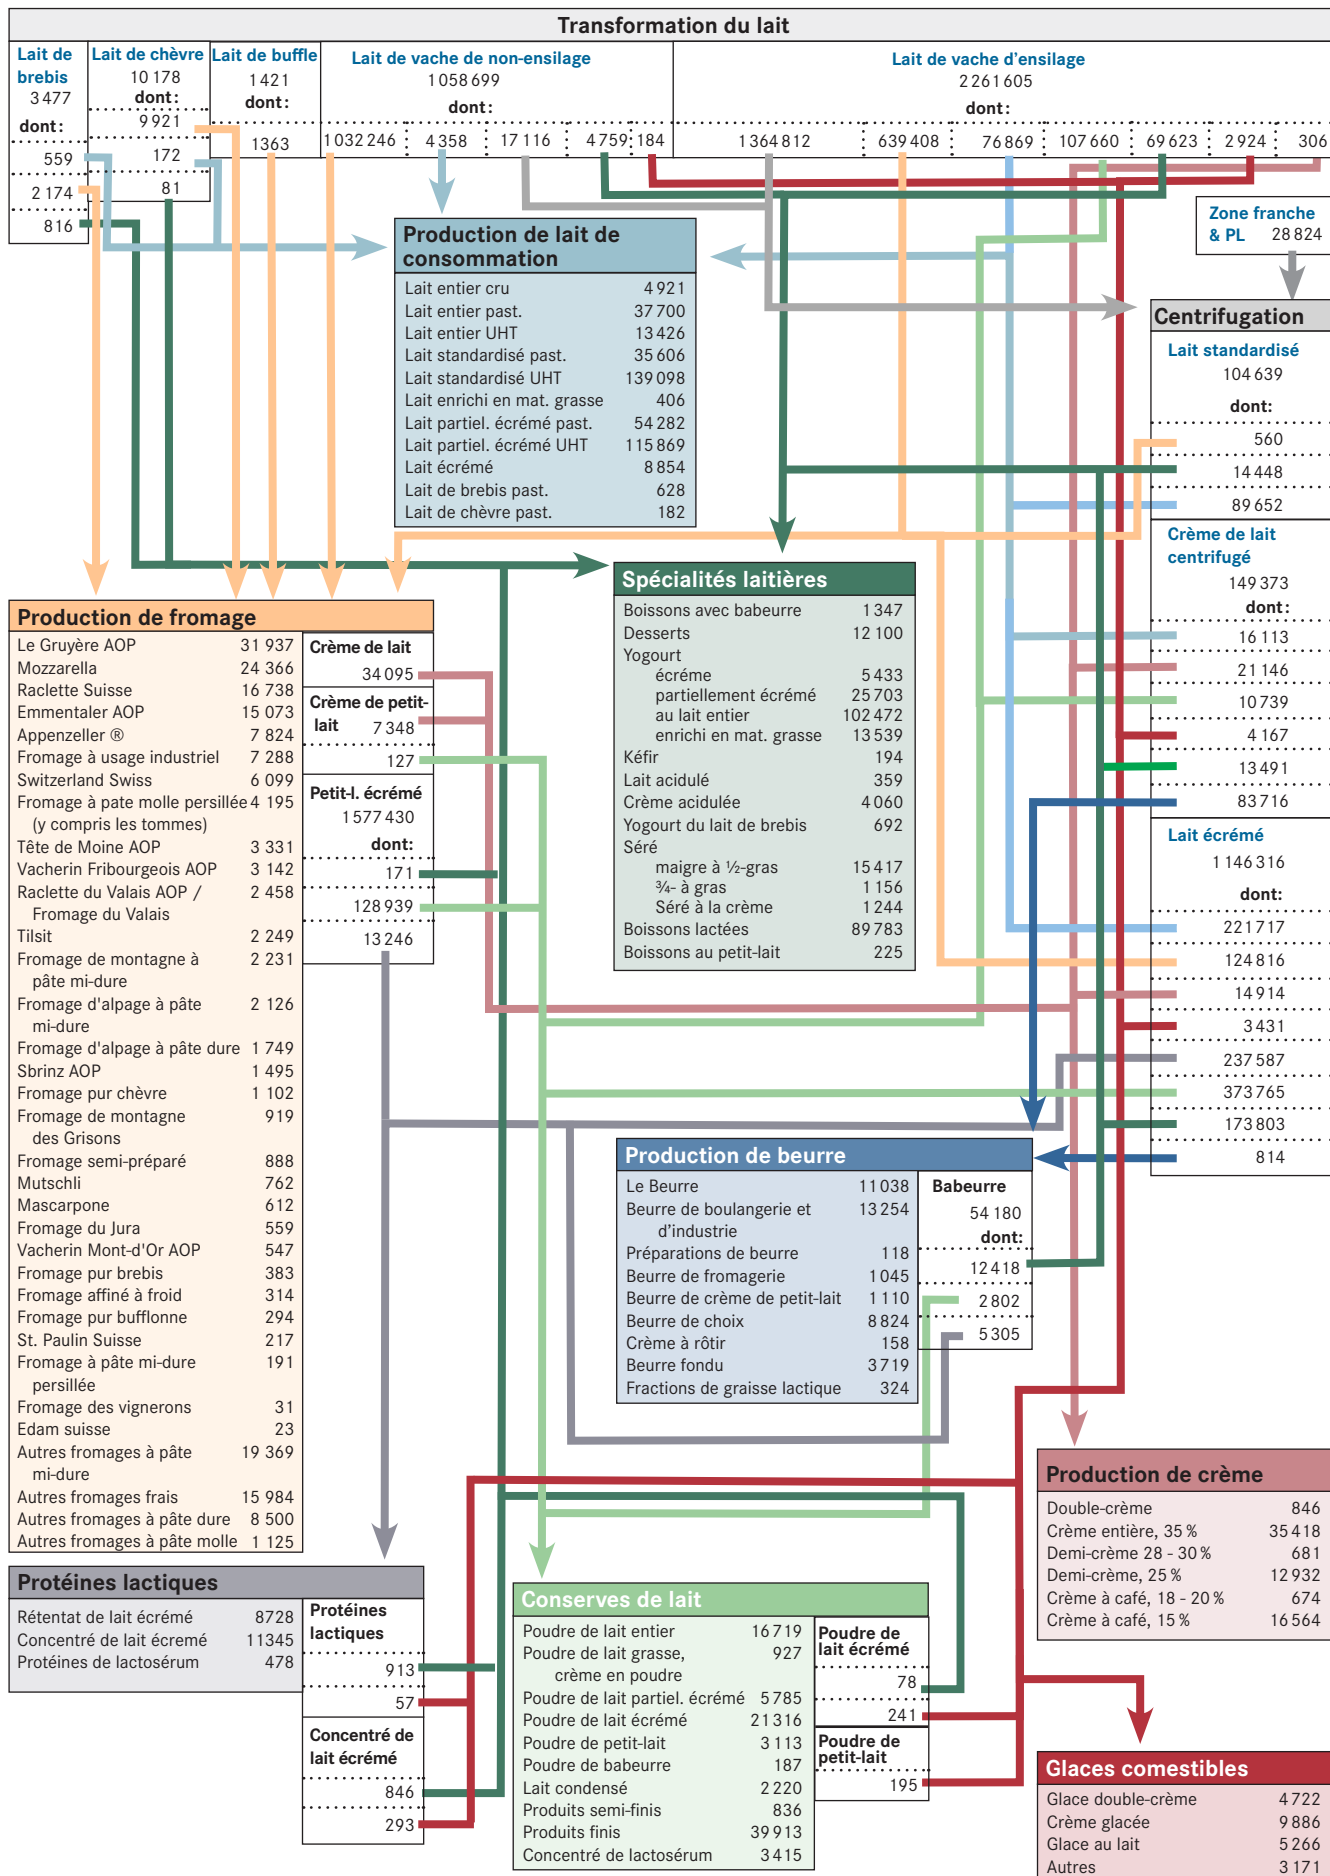 Transformation du lait
Lait de
brebis
3 477
dont:
559
2 174
816
Lait de chèvre
10 178
dont:
9 921
172
81
Lait de buffle
1 421
dont:
1363
Lait de vache de non-ensilage
1 058 699
dont:
1 032 246
4 358
17 116
4 759
184
Lait de vache d'ensilage
2 261 605
dont:
1 364 812
639 408
76 869
107 660
69 623
2 924
306
Zone franche
& PL 28 824
Production de lait de
consommation
Lait entier cru 4 921
Lait entier past. 37 700
Lait entier UHT 13 426
Lait standardisé past. 35 606
Lait standardisé UHT 139 098
Lait enrichi en mat. grasse 406
Lait partiel. écrémé past. 54 282
Lait partiel. écrémé UHT 115 869
Lait écrémé 8 854
Lait de brebis past. 628
Lait de chèvre past. 182
Centrifugation
Lait standardisé
104 639
dont:
560
14 448
89 652
Crème de lait
centrifugé
149 373
dont:
16 113
21 146
10 739
4 167
13 491
83 716
Lait écrémé
1 146 316
dont:
221 717
124 816
14 914
3 431
237 587
373 765
173 803
814
Spécialités laitières
Boissons avec babeurre 1 347
Desserts 12 100
Yogourt
écréme 5 433
partiellement écrémé 25 703
au lait entier 102 472
enrichi en mat. grasse 13 539
Kéfir 194
Lait acidulé 359
Crème acidulée 4 060
Yogourt du lait de brebis 692
Séré
maigre à ½-gras 15 417
¾- à gras 1 156
Séré à la crème 1 244
Boissons lactées 89 783
Boissons au petit-lait 225
Production de fromage
Le Gruyère AOP 31 937
Mozzarella 24 366
Raclette Suisse 16 738
Emmentaler AOP 15 073
Appenzeller ® 7 824
Fromage à usage industriel 7 288
Switzerland Swiss 6 099
Fromage à pate molle persillée 4 195
(y compris les tommes)
Tête de Moine AOP 3 331
Vacherin Fribourgeois AOP 3 142
Raclette du Valais AOP / 2 458
Fromage du Valais
Tilsit 2 249
Fromage de montagne à 2 231
pâte mi-dure
Fromage d'alpage à pâte 2 126
mi-dure
Fromage d'alpage à pâte dure 1 749
Sbrinz AOP 1 495
Fromage pur chèvre 1 102
Fromage de montagne 919
des Grisons
Fromage semi-préparé 888
Mutschli 762
Mascarpone 612
Fromage du Jura 559
Vacherin Mont-d'Or AOP 547
Fromage pur brebis 383
Fromage affiné à froid 314
Fromage pur bufflonne 294
St. Paulin Suisse 217
Fromage à pâte mi-dure 191
persillée
Fromage des vignerons 31
Edam suisse 23
Autres fromages à pâte 19 369
mi-dure
Autres fromages frais 15 984
Autres fromages à pâte dure 8 500
Autres fromages à pâte molle 1 125
Crème de lait
34 095
Crème de petit-
lait 7 348
127
Petit-l. écrémé
1 577 430
dont:
171
128 939
13 246
Production de beurre
Le Beurre 11 038
Beurre de boulangerie et 13 254
d'industrie
Préparations de beurre 118
Beurre de fromagerie 1 045
Beurre de crème de petit-lait 1 110
Beurre de choix 8 824
Crème à rôtir 158
Beurre fondu 3 719
Fractions de graisse lactique 324
Babeurre
54 180
dont:
12 418
2 802
5 305
Production de crème
Double-crème 846
Crème entière, 35 % 35 418
Demi-crème 28 - 30 % 681
Demi-crème, 25 % 12 932
Crème à café, 18 - 20 % 674
Crème à café, 15 % 16 564
Protéines lactiques
Rétentat de lait écrémé 8728
Concentré de lait écremé 11345
Protéines de lactosérum 478
Protéines
lactiques
913
57
Concentré de
lait écrémé
846
293
Conserves de lait
Poudre de lait entier 16 719
Poudre de lait grasse, 927
crème en poudre
Poudre de lait partiel. écrémé 5 785
Poudre de lait écrémé 21 316
Poudre de petit-lait 3 113
Poudre de babeurre 187
Lait condensé 2 220
Produits semi-finis 836
Produits finis 39 913
Concentré de lactosérum 3 415
Poudre de
lait écrémé
78
241
Poudre de
petit-lait
195
Glaces comestibles
Glace double-crème 4 722
Crème glacée 9 886
Glace au lait 5 266
Autres 3 171